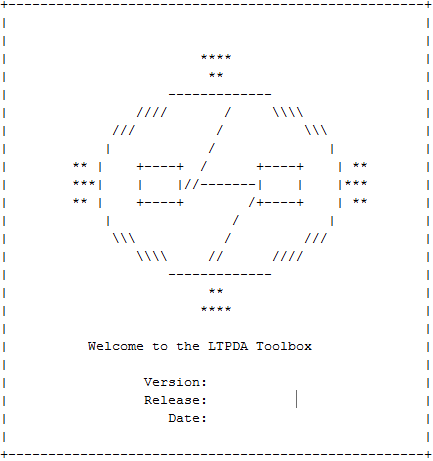 Welcome to the LTPDA Toolbox
Version:
Release:
Date: